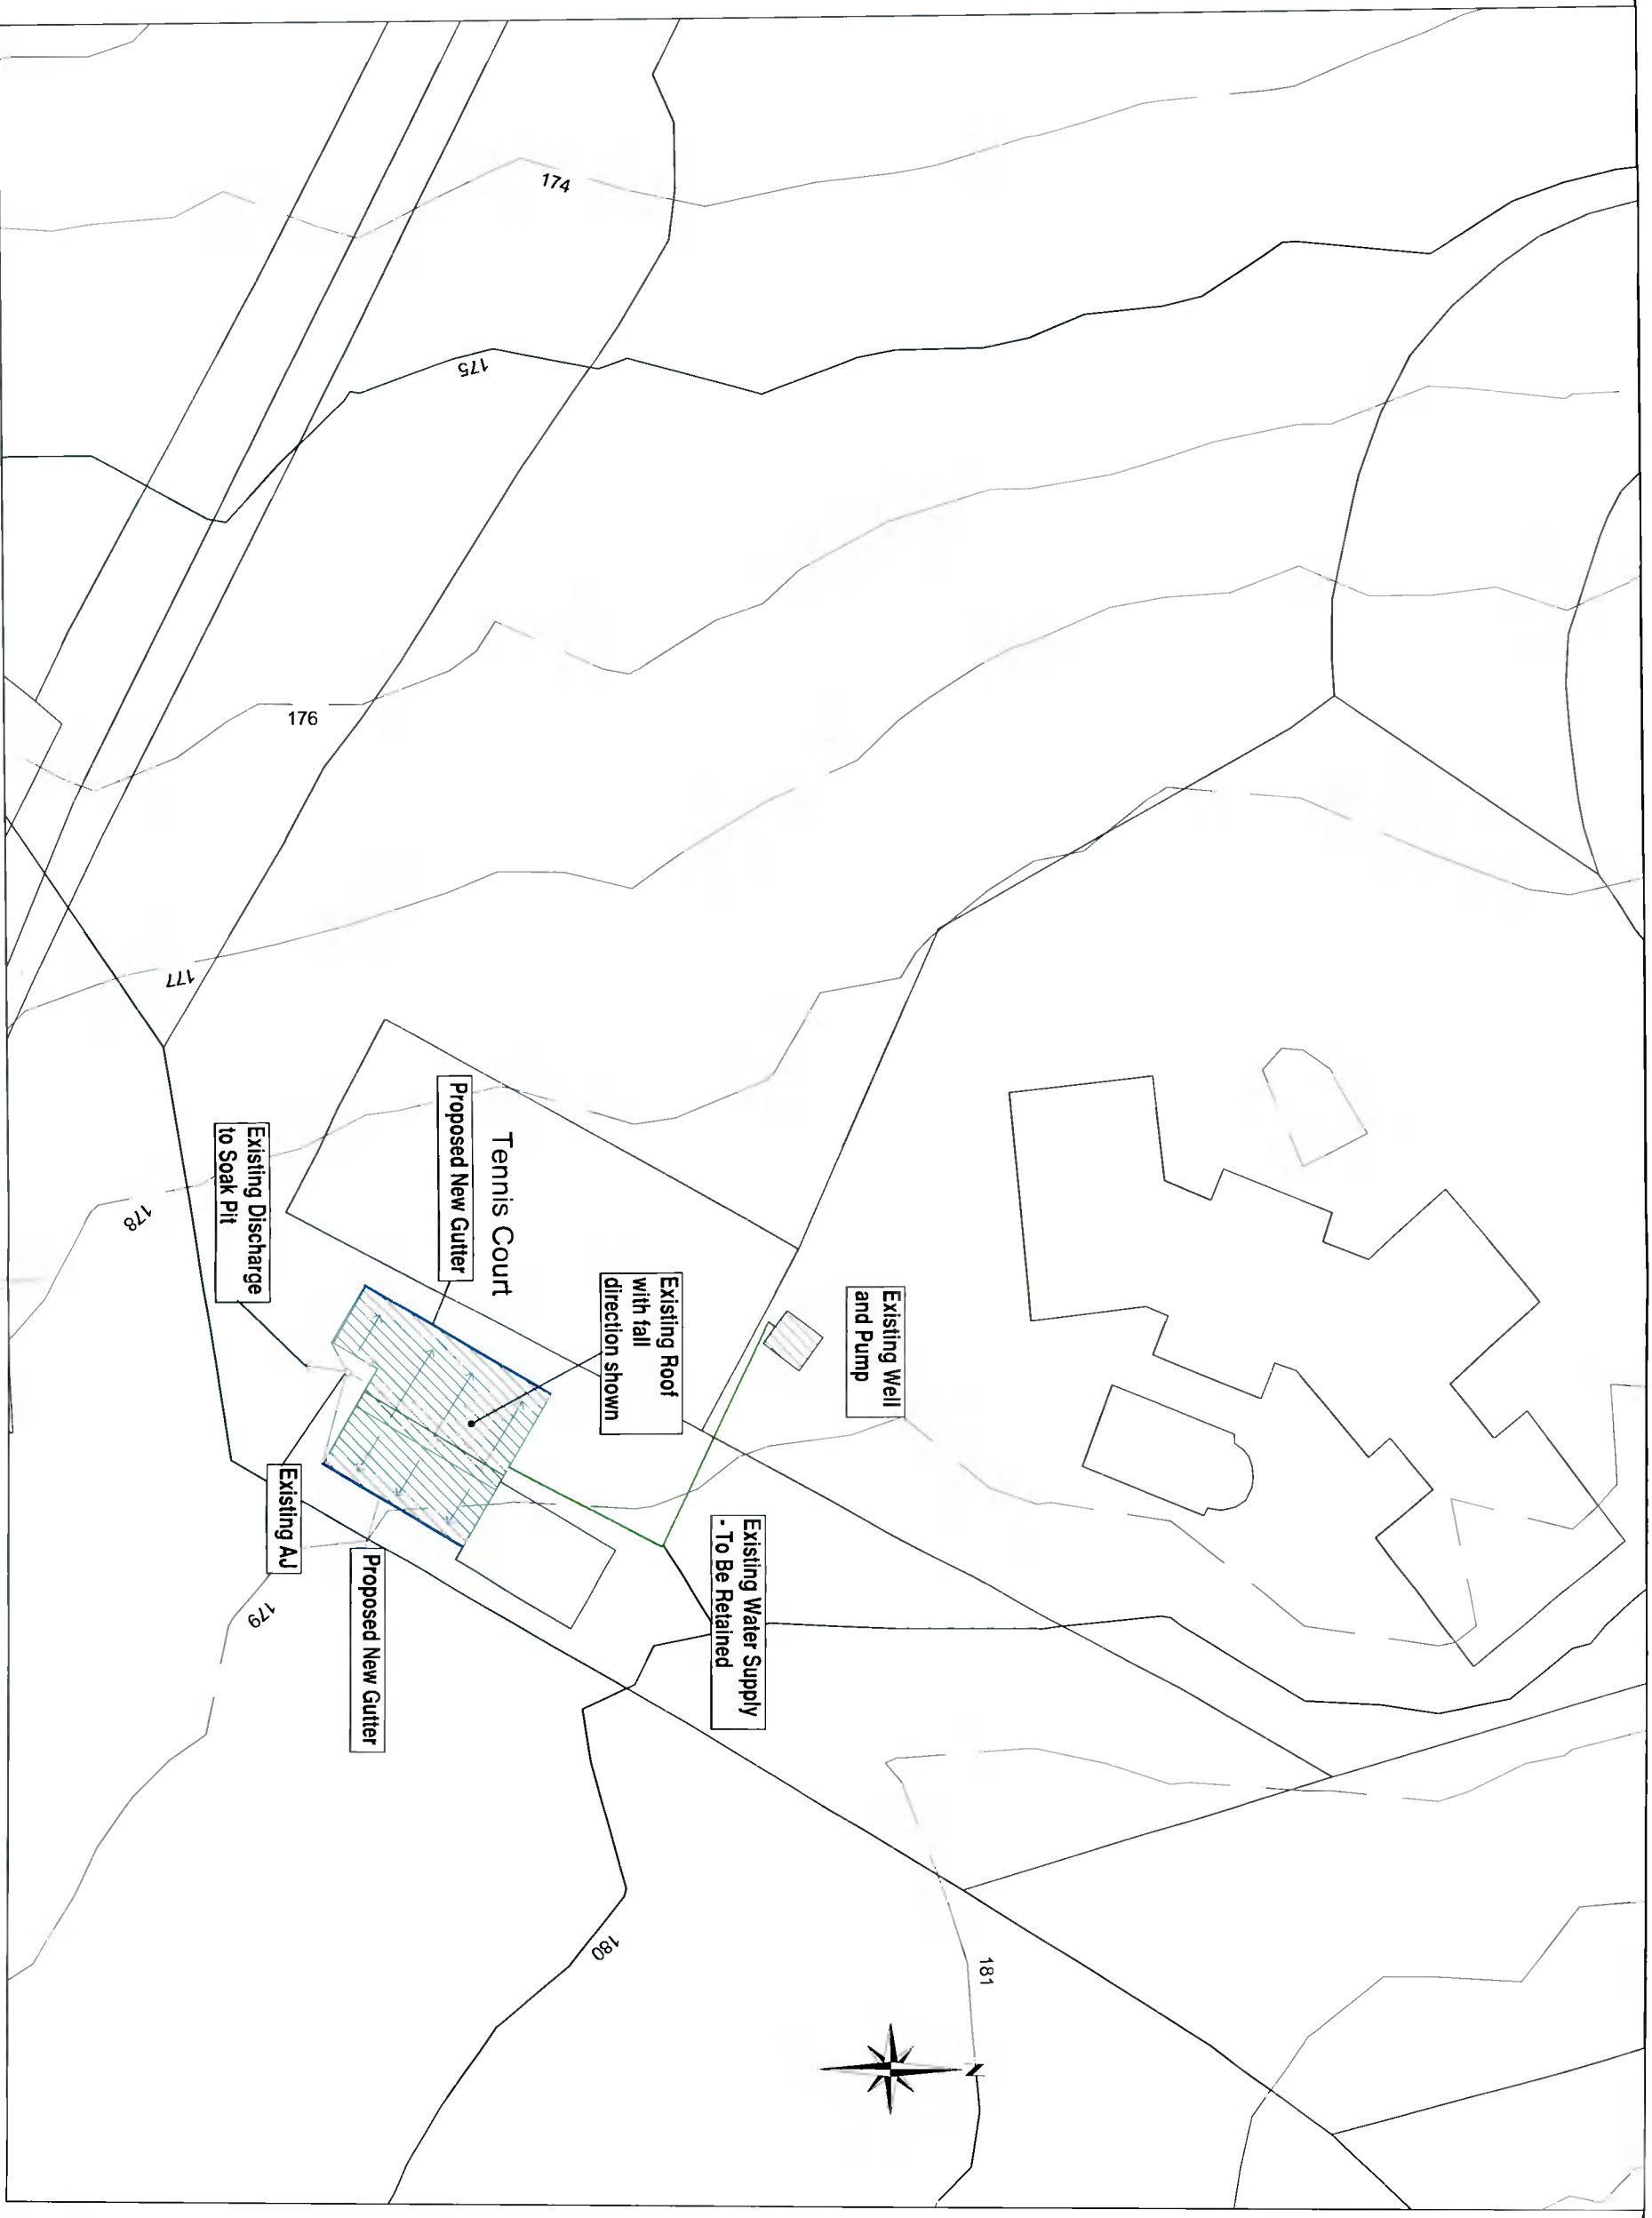 174
175
176
177
178
179
180
181
N
Tennis Court
Proposed New Gutter
Existing Discharge
to Soak Pit
Existing Roof
with fall
direction shown
Existing Well
and Pump
Existing AJ
Proposed New Gutter
Existing Water Supply
- To Be Retained